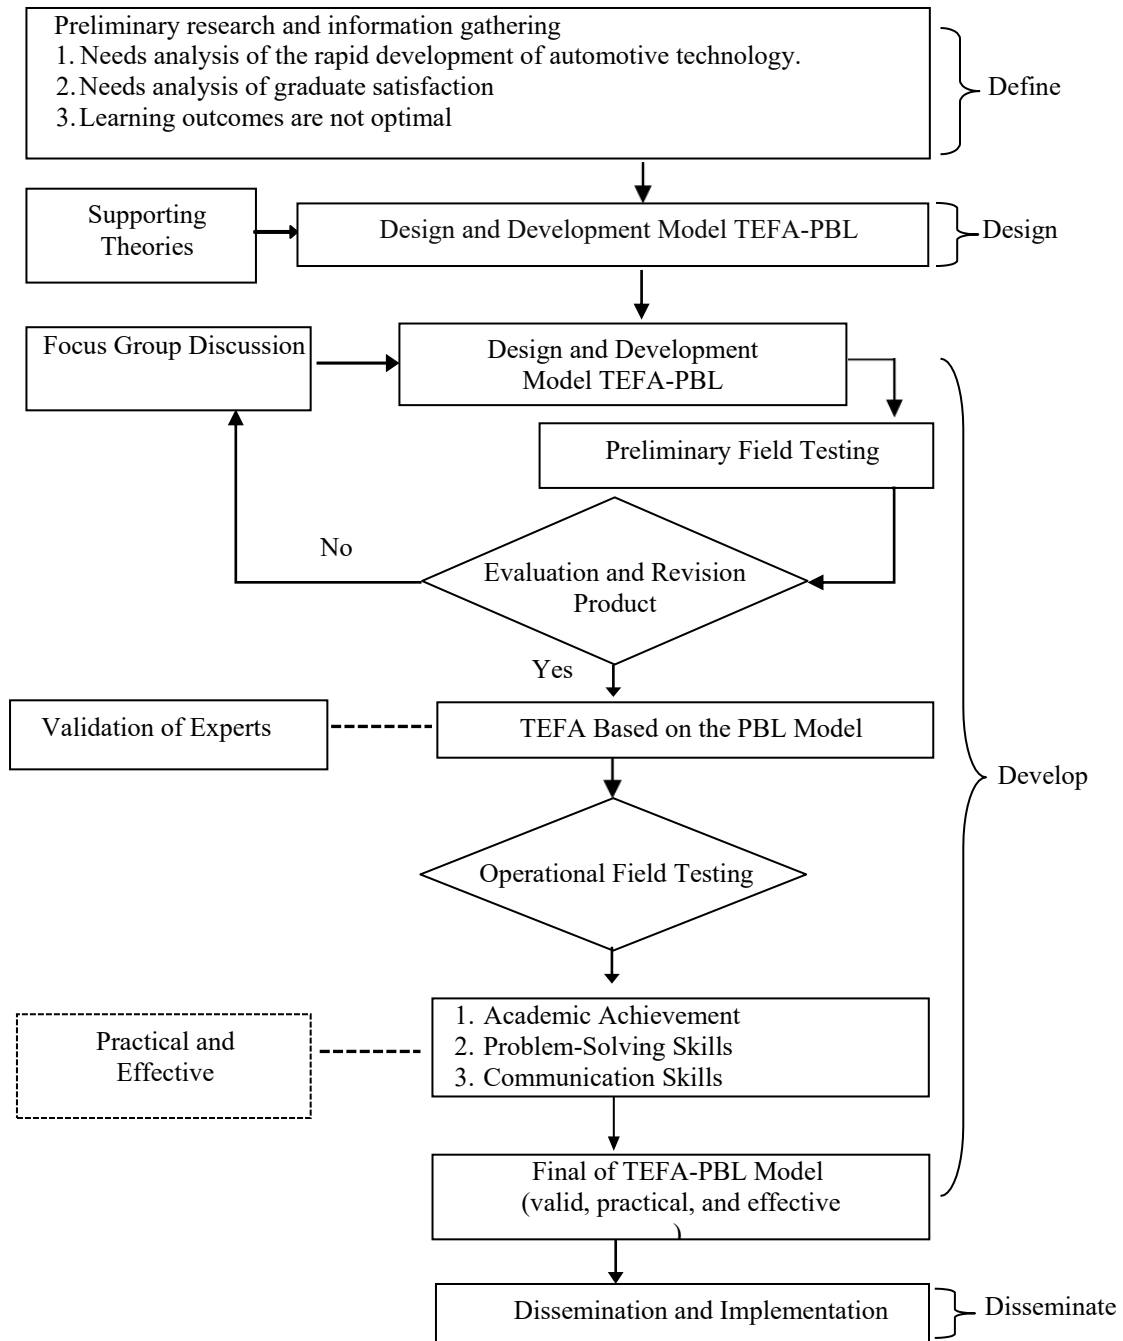 Preliminary research and information gathering
1. Needs analysis of the rapid development of automotive technology.
2. Needs analysis of graduate satisfaction
3. Learning outcomes are not optimal
Define
Supporting
Theories
Design and Development Model TEFA-PBL
Design
Focus Group Discussion
Design and Development
Model TEFA-PBL
Preliminary Field Testing
No
Evaluation and Revision
Product
Yes
Validation of Experts
TEFA Based on the PBL Model
Develop
Operational Field Testing
Practical and
Effective
1. Academic Achievement
2. Problem-Solving Skills
3. Communication Skills
Final of TEFA-PBL Model
(valid, practical, and effective
)
Dissemination and Implementation
Disseminate